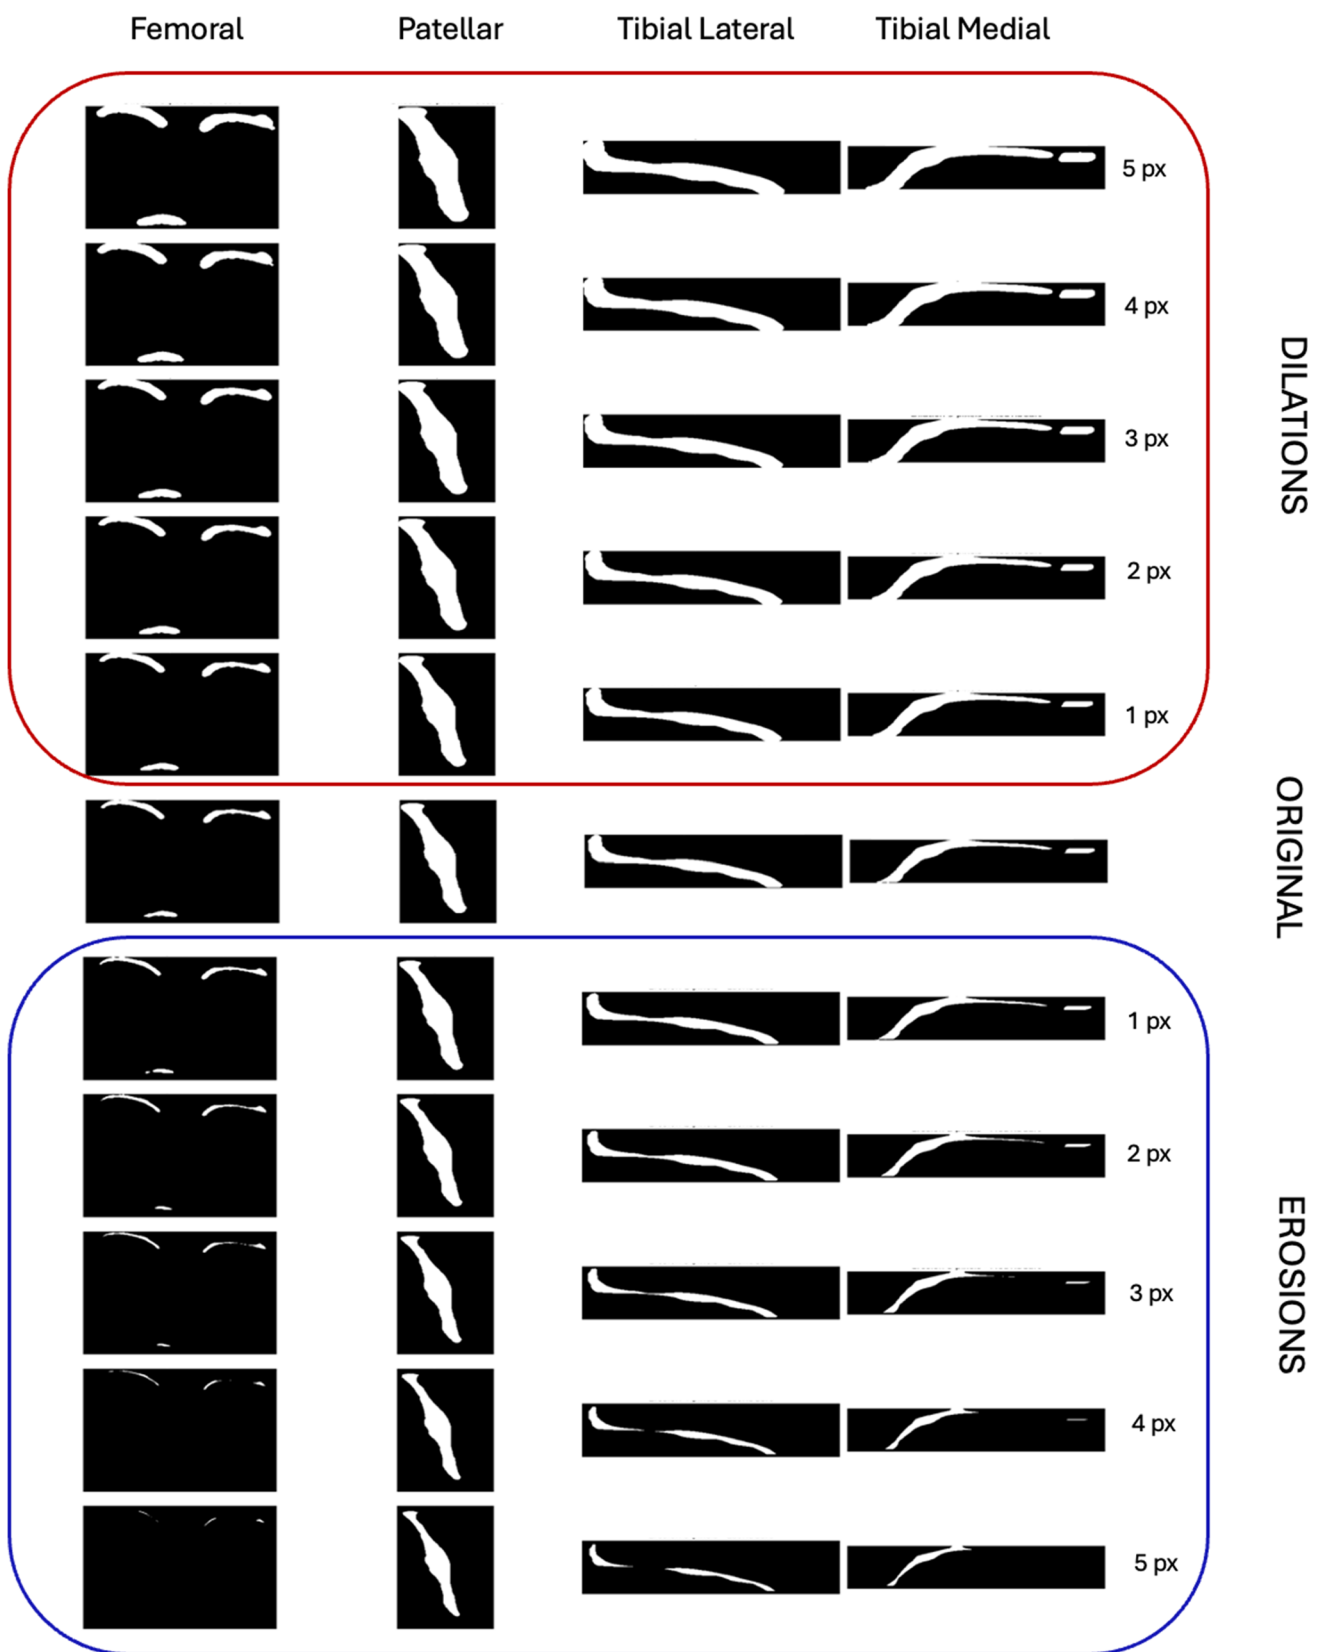 Femoral Patellar Tibial Lateral Tibial Medial
5 px
4 px
3 px
2 px
1 px
DILATIONS
ORIGINAL
1 px
2 px
3 px
4 px
5 px
EROSIONS